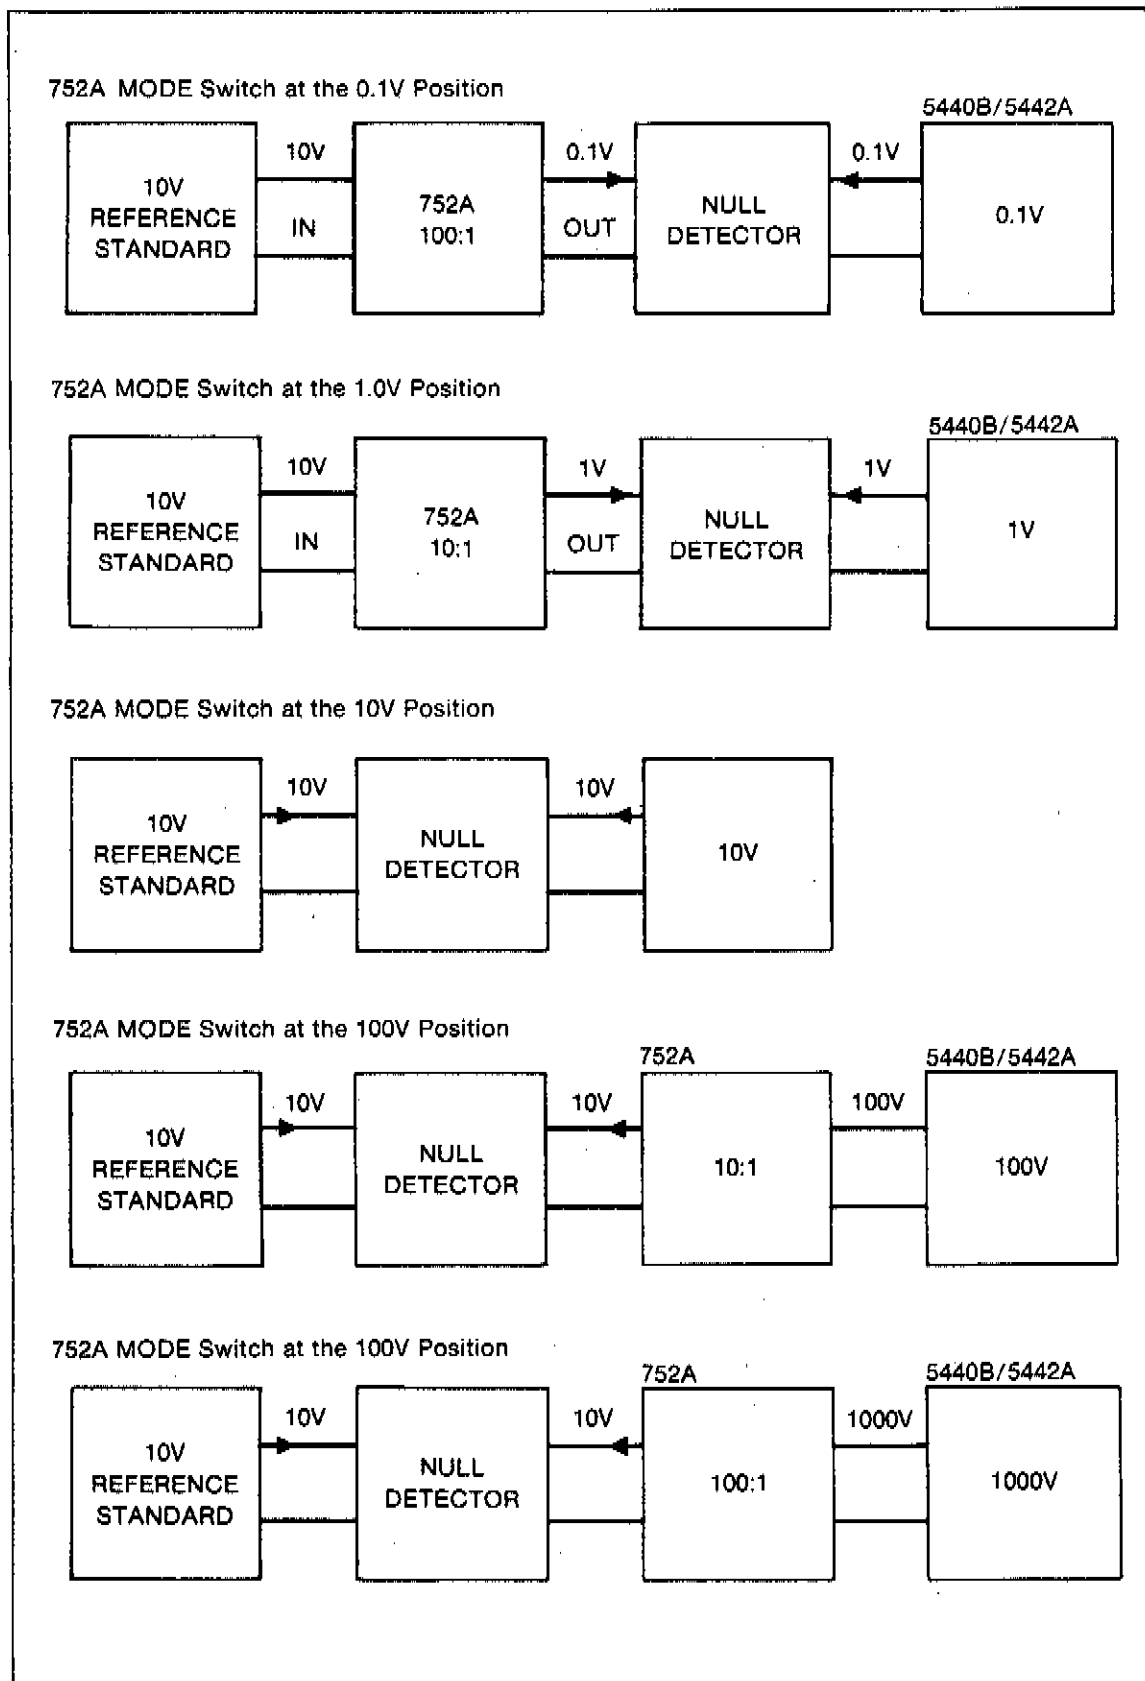 752A MODE Switch at the 0.1V Position
5440B/5442A
10V
REFERENCE
STANDARD
10V
IN
752A
100:1
0.1V
OUT
NULL
DETECTOR
0.1V
0.1V
752A MODE Switch at the 1.0V Position
5440B/5442A
10V
REFERENCE
STANDARD
10V
IN
752A
10:1
1V
OUT
NULL
DETECTOR
1V
1V
752A MODE Switch at the 10V Position
10V
REFERENCE
STANDARD
10V
NULL
DETECTOR
10V
10V
752A MODE Switch at the 100V Position
752A
5440B/5442A
10V
REFERENCE
STANDARD
10V
NULL
DETECTOR
10V
10:1
100V
100V
752A MODE Switch at the 100V Position
752A
5440B/5442A
10V
REFERENCE
STANDARD
10V
NULL
DETECTOR
10V
100:1
1000V
1000V